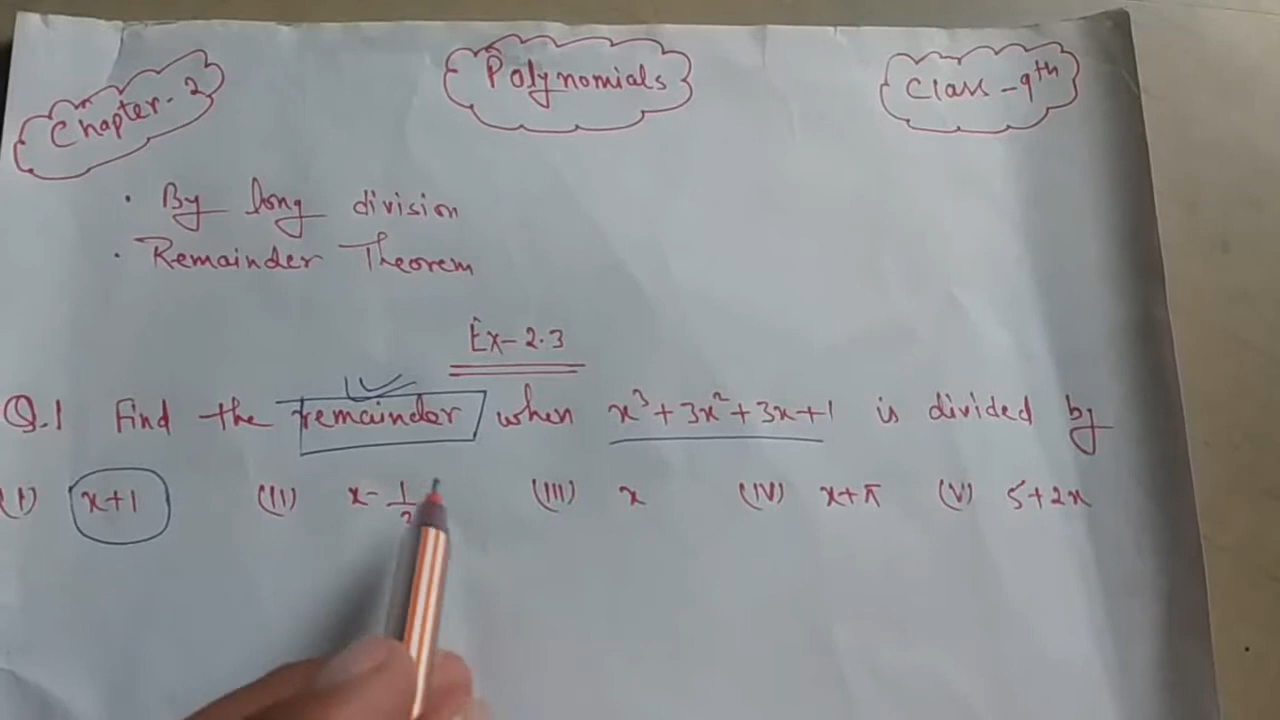 Chapter-2
Polynomials
Class-9th
· By long division
· Remainder Theorem
Ex-2.3
Q.1 Find the remainder when x³+3x²+3x+1 is divided by
(I) x+1 (II) x-1/2 (III) x (IV) x+π (V) 5+2x